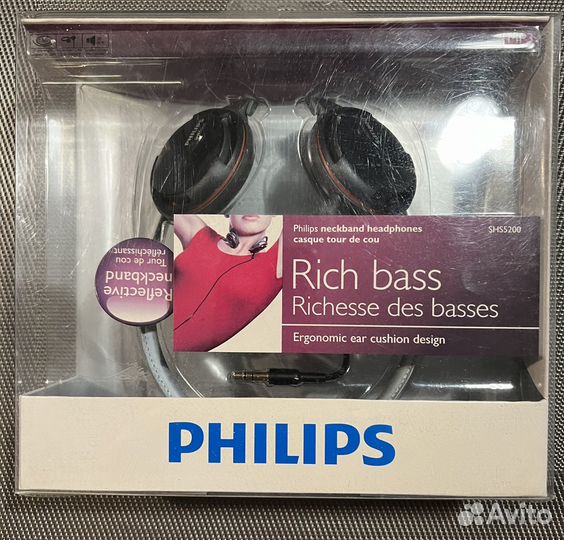 PHILIPS
Philips neckband headphones
SHS5200
casque tour de cou
Rich bass
Richesse des basses
Ergonomic ear cushion design
Reflective
neckband
Tour de cou
réfléchissant
PHILIPS
Avito